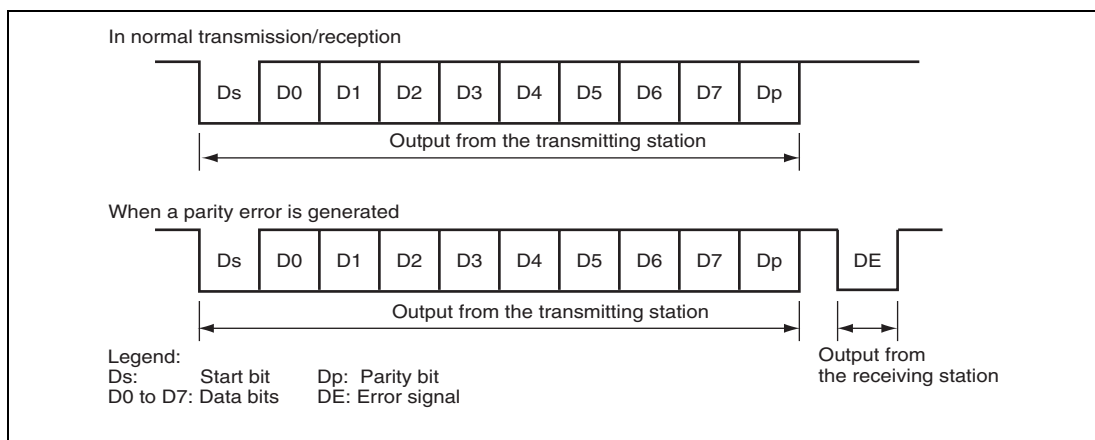 In normal transmission/reception
Ds D0 D1 D2 D3 D4 D5 D6 D7 Dp
Output from the transmitting station
When a parity error is generated
Ds D0 D1 D2 D3 D4 D5 D6 D7 Dp DE
Output from the transmitting station
Output from
the receiving station
Legend:
Ds: Start bit Dp: Parity bit
D0 to D7: Data bits DE: Error signal